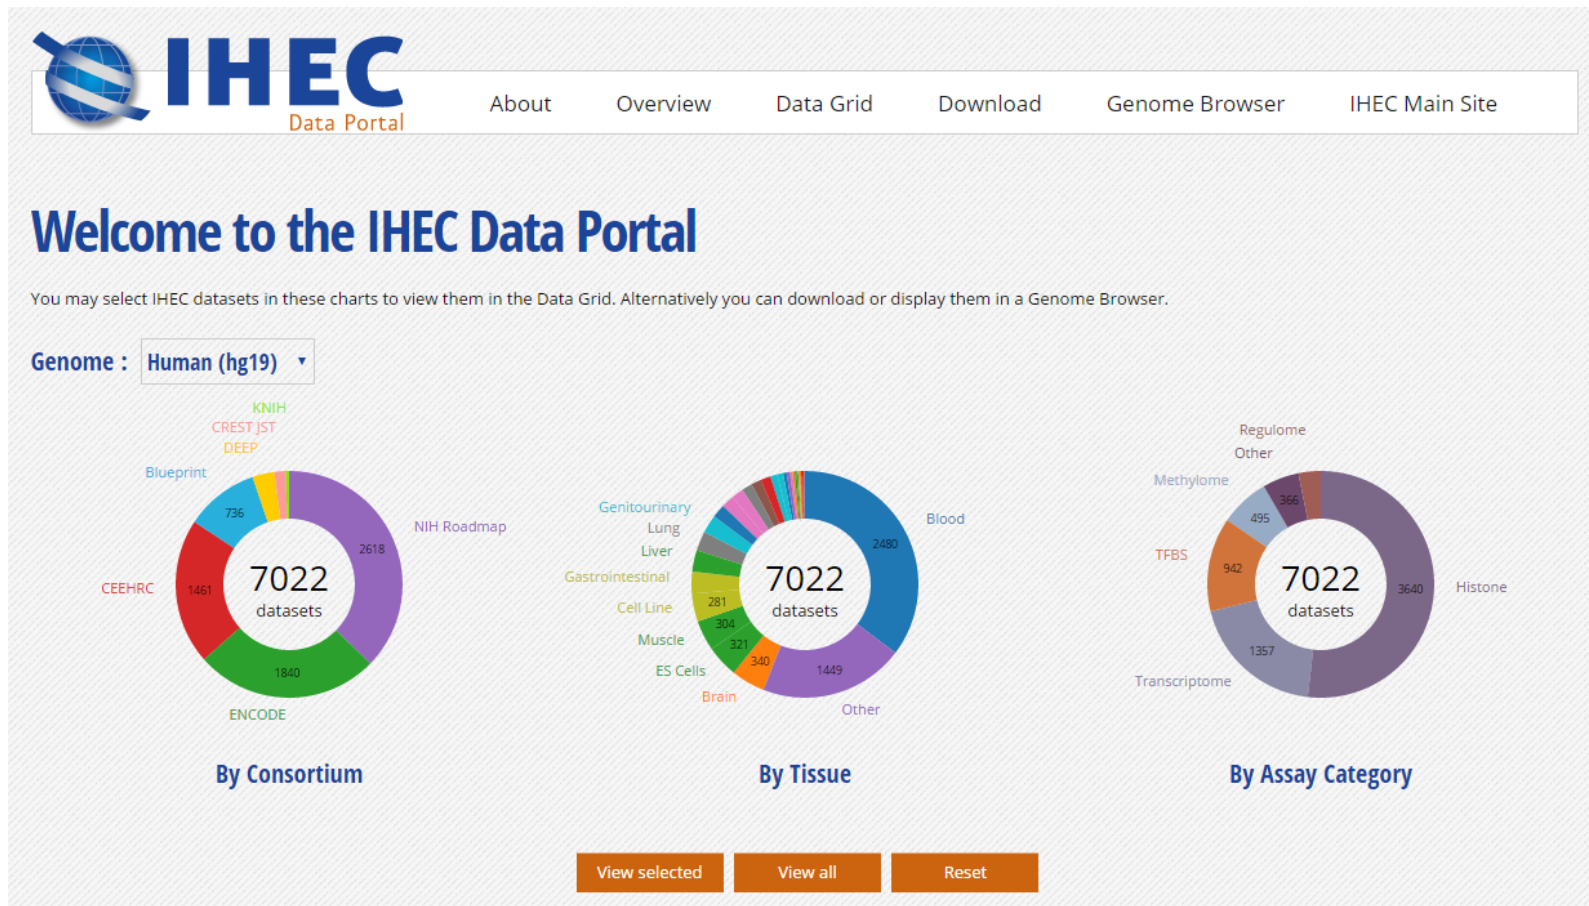 IHEC
Data Portal
About Overview Data Grid Download Genome Browser IHEC Main Site
Welcome to the IHEC Data Portal
You may select IHEC datasets in these charts to view them in the Data Grid. Alternatively you can download or display them in a Genome Browser.
Genome : Human (hg19)
KNIH
CREST JST
DEEP
Blueprint
736
NIH Roadmap
2618
7022
datasets
CEEHRC
1461
1840
ENCODE
By Consortium
Genitourinary
Lung
Liver
Gastrointestinal
Cell Line
281
Muscle
304
ES Cells
321
Brain
340
Blood
2480
7022
datasets
1449
Other
By Tissue
Regulome
Other
366
Methylome
495
TFBS
942
7022
datasets
3640
Histone
1357
Transcriptome
By Assay Category
View selected View all Reset